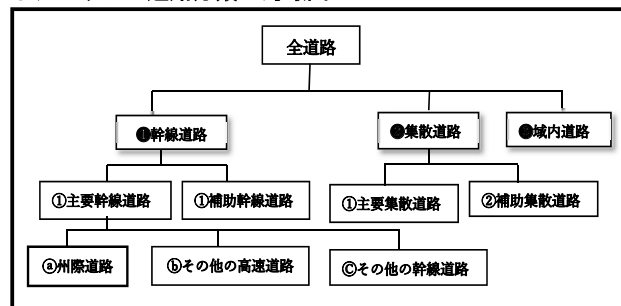 全道路
❶幹線道路
❷集散道路
❸域内道路
①主要幹線道路
①補助幹線道路
①主要集散道路
②補助集散道路
ⓐ州際道路
ⓑその他の高速道路
Ⓒその他の幹線道路